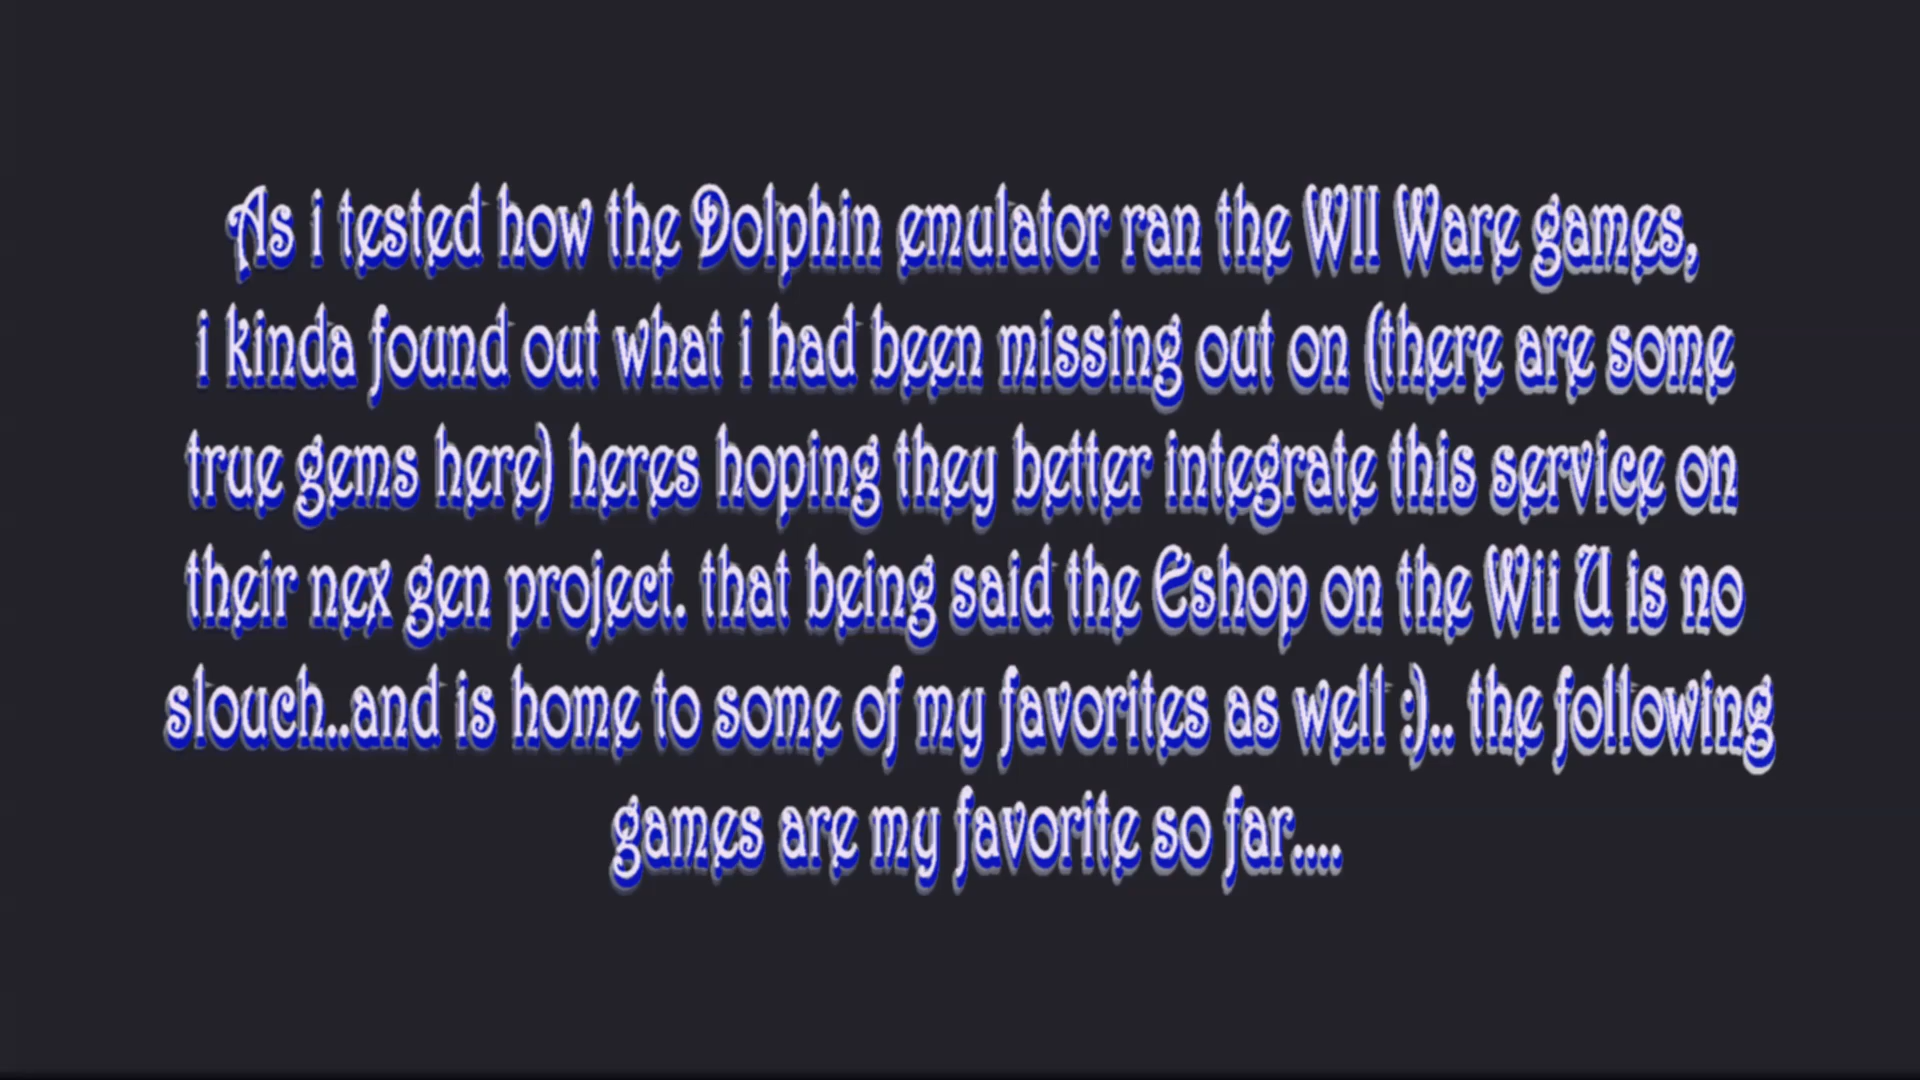 As i tested how the Dolphin emulator ran the WII Ware games,
i kinda found out what i had been missing out on (there are some
true gems here) heres hoping they better integrate this service on
their nex gen project. that being said the Eshop on the Wii U is no
slouch..and is home to some of my favorites as well :).. the following
games are my favorite so far....